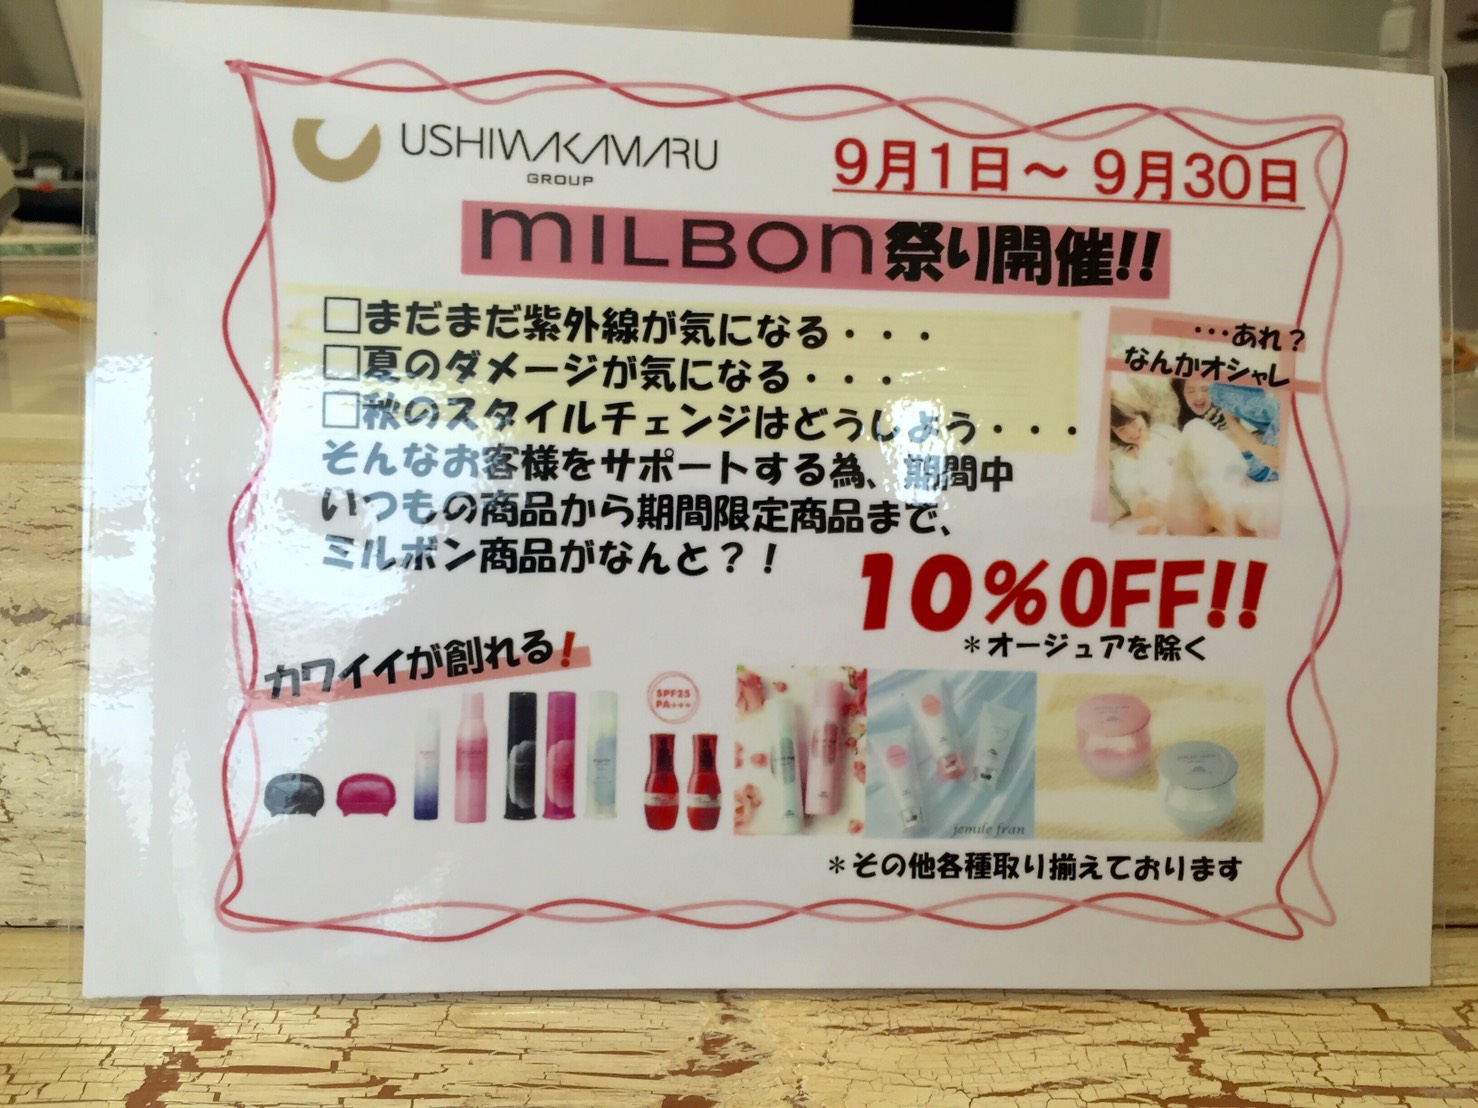 USHIWAKAMARU
GROUP
9月1日～ 9月30日
mILBON祭り開催!!
□まだまだ紫外線が気になる・・・
□夏のダメージが気になる・・・
□秋のスタイルチェンジはどうしよう・・・
・・・あれ？
なんかオシャレ
そんなお客様をサポートする為、期間中
いつもの商品から期間限定商品まで、
ミルボン商品がなんと？！
10%OFF!!
＊オージュアを除く
カワイイが創れる！
SPF25
PA+++
jemile fran
＊その他各種取り揃えております